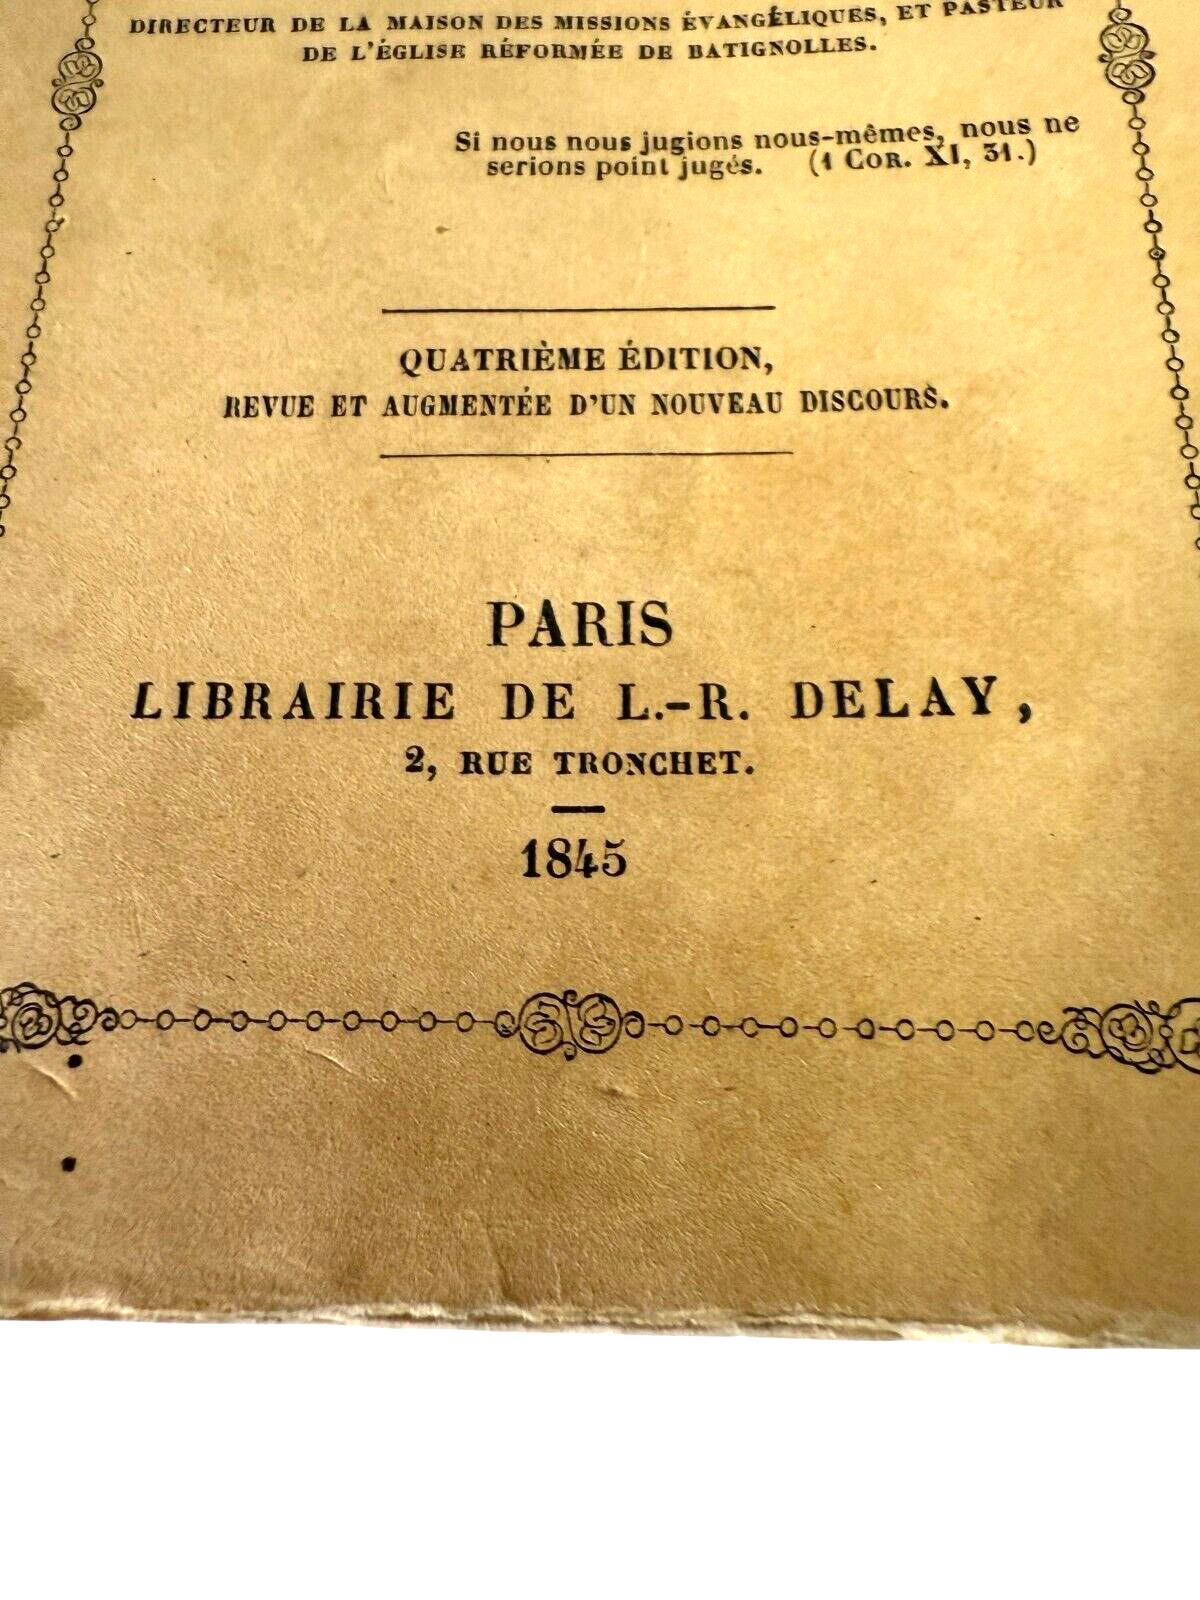 DIRECTEUR DE LA MAISON DES MISSIONS ÉVANGÉLIQUES, ET PASTEUR
DE L'ÉGLISE RÉFORMÉE DE BATIGNOLLES.
Si nous nous jugions nous-mêmes, nous ne
serions point jugés. (1 COR. XI, 31.)
QUATRIÈME ÉDITION,
REVUE ET AUGMENTÉE D'UN NOUVEAU DISCOURS.
PARIS
LIBRAIRIE DE L.-R. DELAY,
2, RUE TRONCHET.
1845